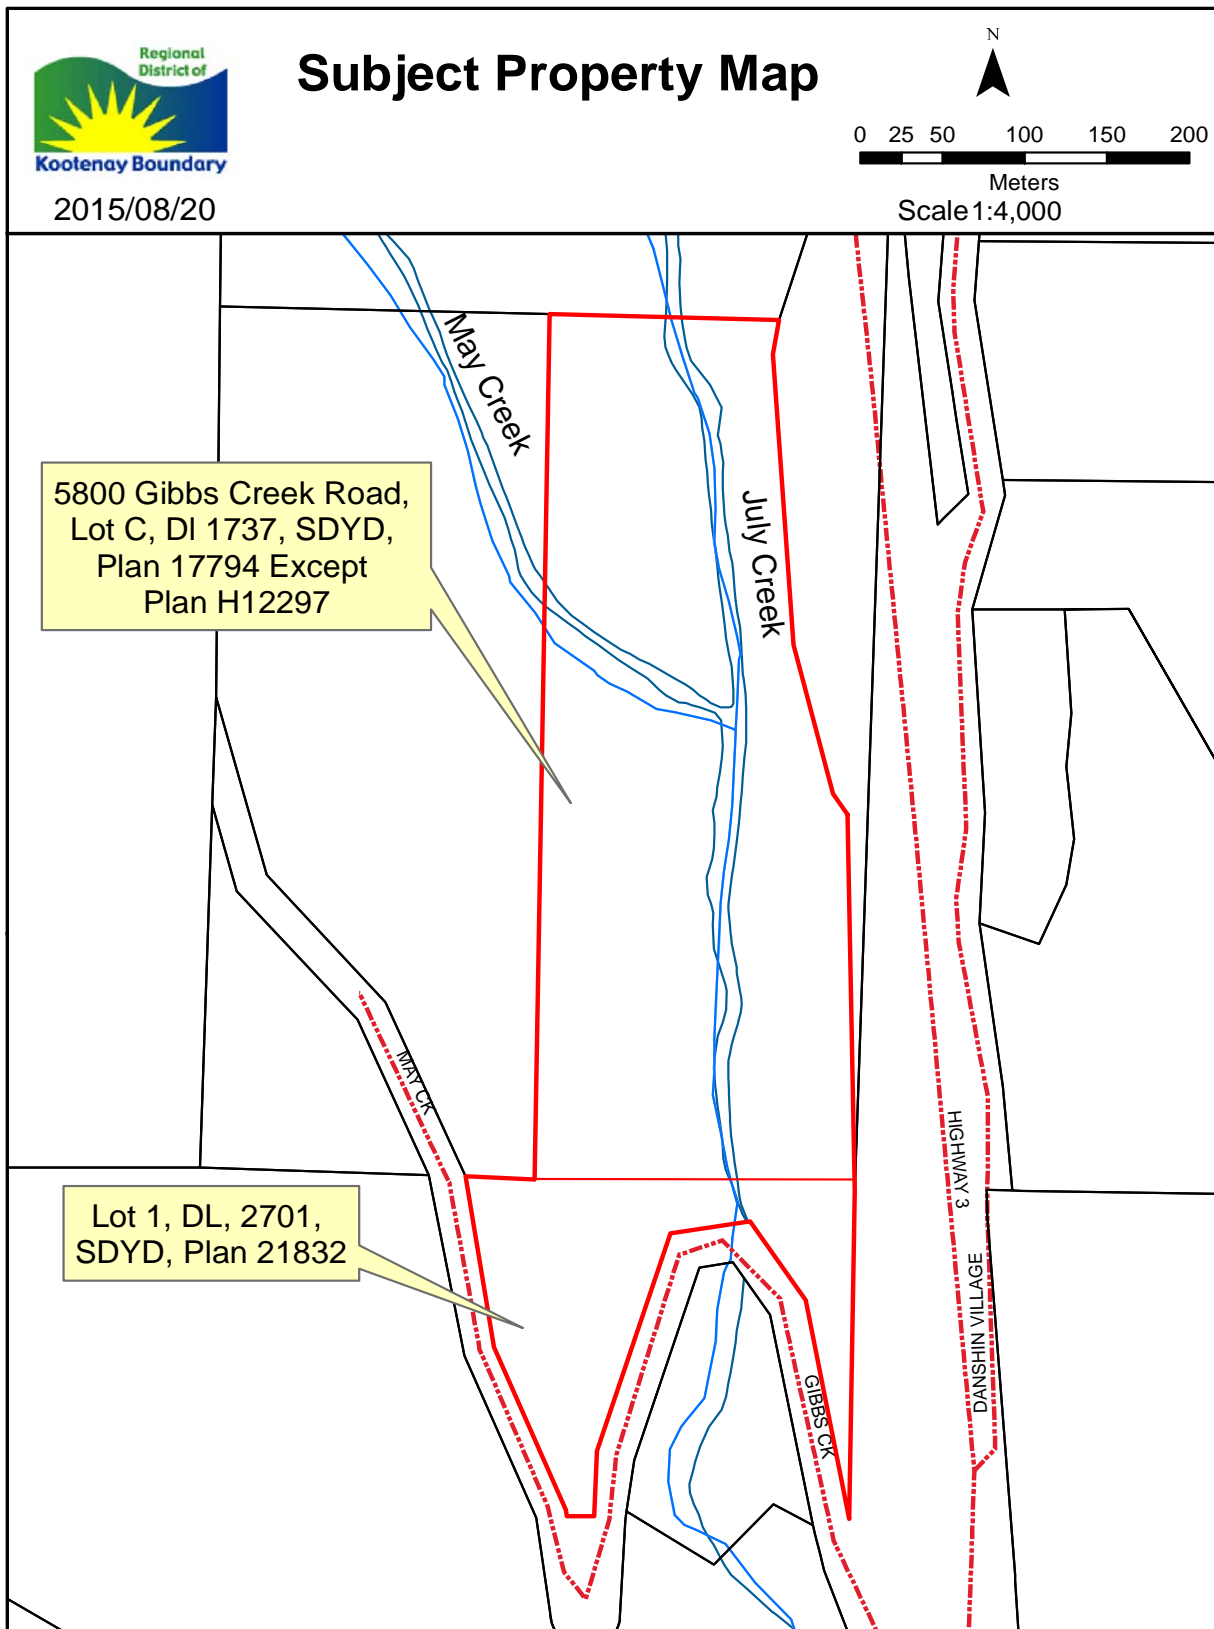 Regional
District of
Kootenay Boundary
2015/08/20
Subject Property Map
N
0 25 50 100 150 200
Meters
Scale 1:4,000
May Creek
July Creek
5800 Gibbs Creek Road,
Lot C, Dl 1737, SDYD,
Plan 17794 Except
Plan H12297
MAY CK
HIGHWAY 3
Lot 1, DL, 2701,
SDYD, Plan 21832
DANSHIN VILLAGE
GIBBS CK